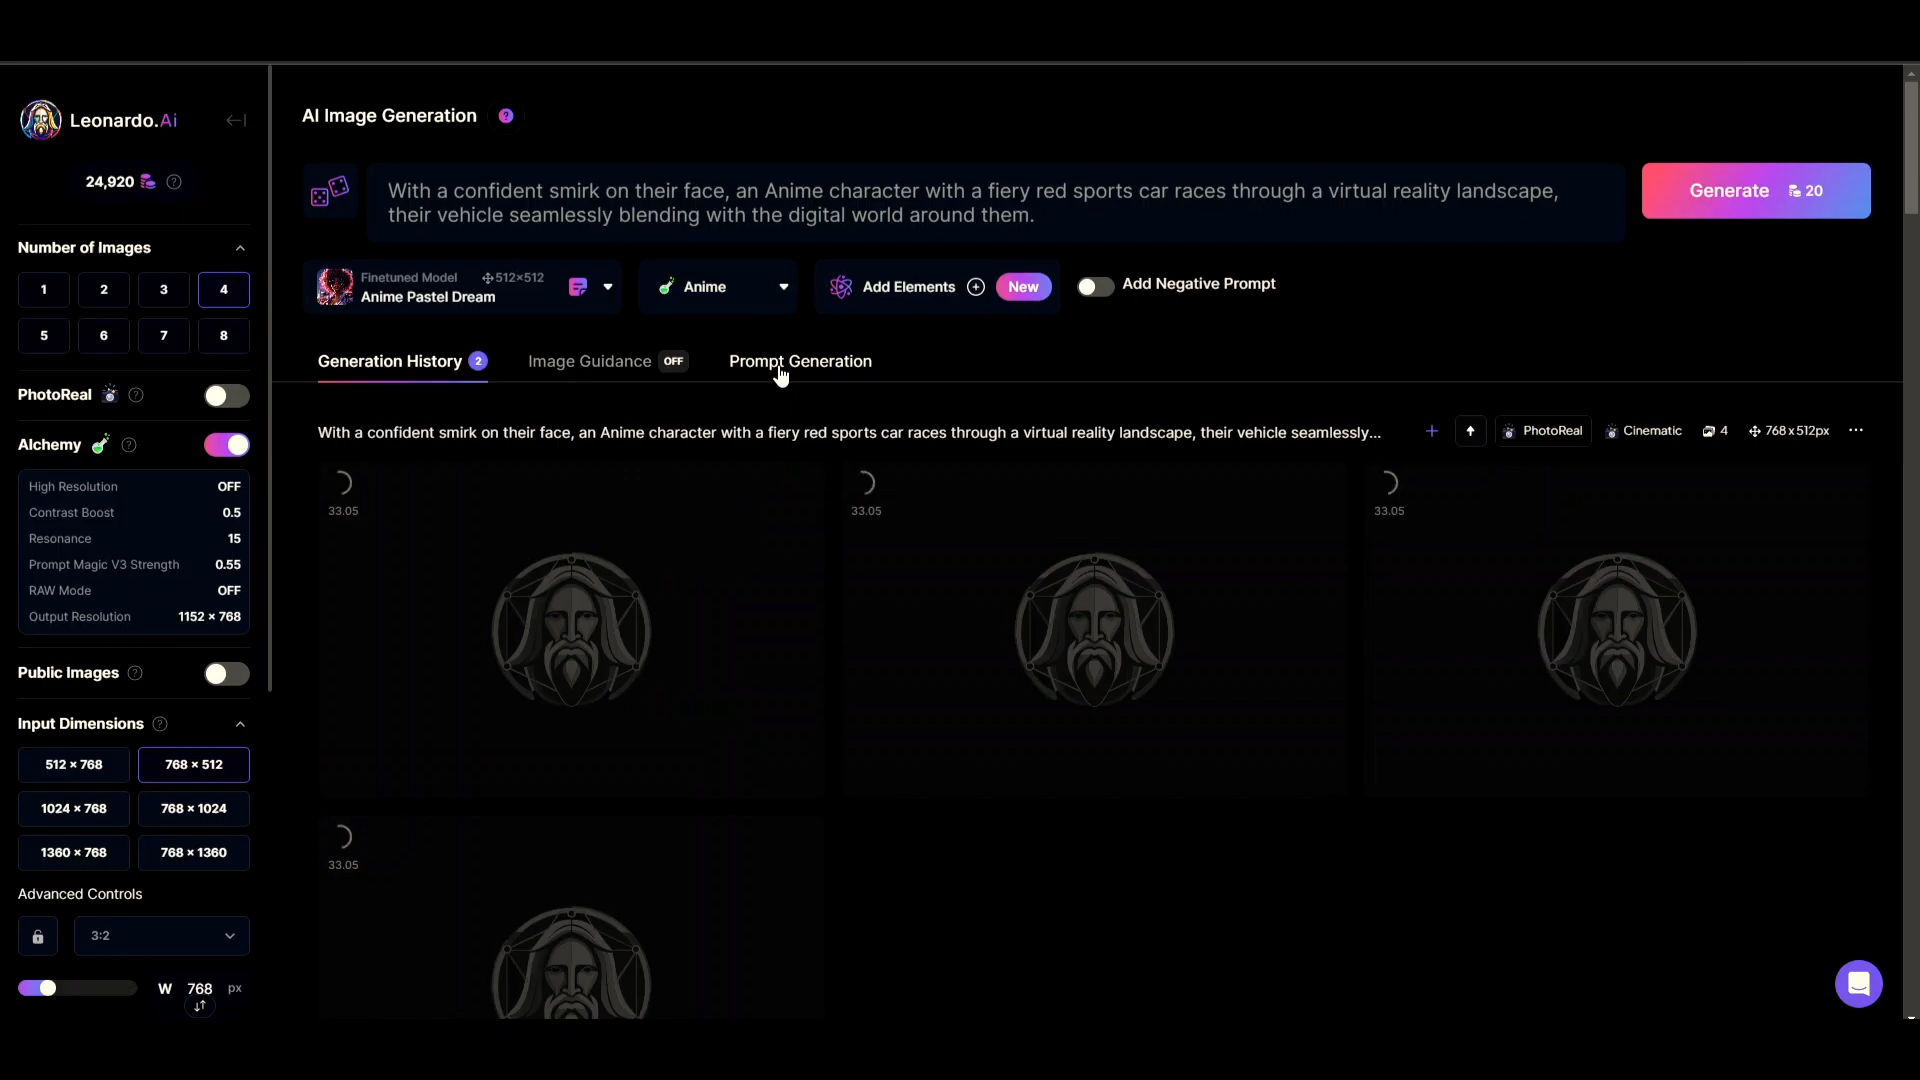 Leonardo.Ai
24,920
Number of Images
1 2 3 4
5 6 7 8
PhotoReal
Alchemy
High Resolution OFF
Contrast Boost 0.5
Resonance 15
Prompt Magic V3 Strength 0.55
RAW Mode OFF
Output Resolution 1152 × 768
Public Images
Input Dimensions
512 × 768 768 × 512
1024 × 768 768 × 1024
1360 × 768 768 × 1360
Advanced Controls
3:2
W 768 px
AI Image Generation ?
With a confident smirk on their face, an Anime character with a fiery red sports car races through a virtual reality landscape,
their vehicle seamlessly blending with the digital world around them.
Generate 20
Finetuned Model 512×512
Anime Pastel Dream
Anime
Add Elements
New
Add Negative Prompt
Generation History 2
Image Guidance OFF
Prompt Generation
With a confident smirk on their face, an Anime character with a fiery red sports car races through a virtual reality landscape, their vehicle seamlessly...
PhotoReal
Cinematic
4
768 x 512px
33.05
33.05
33.05
33.05